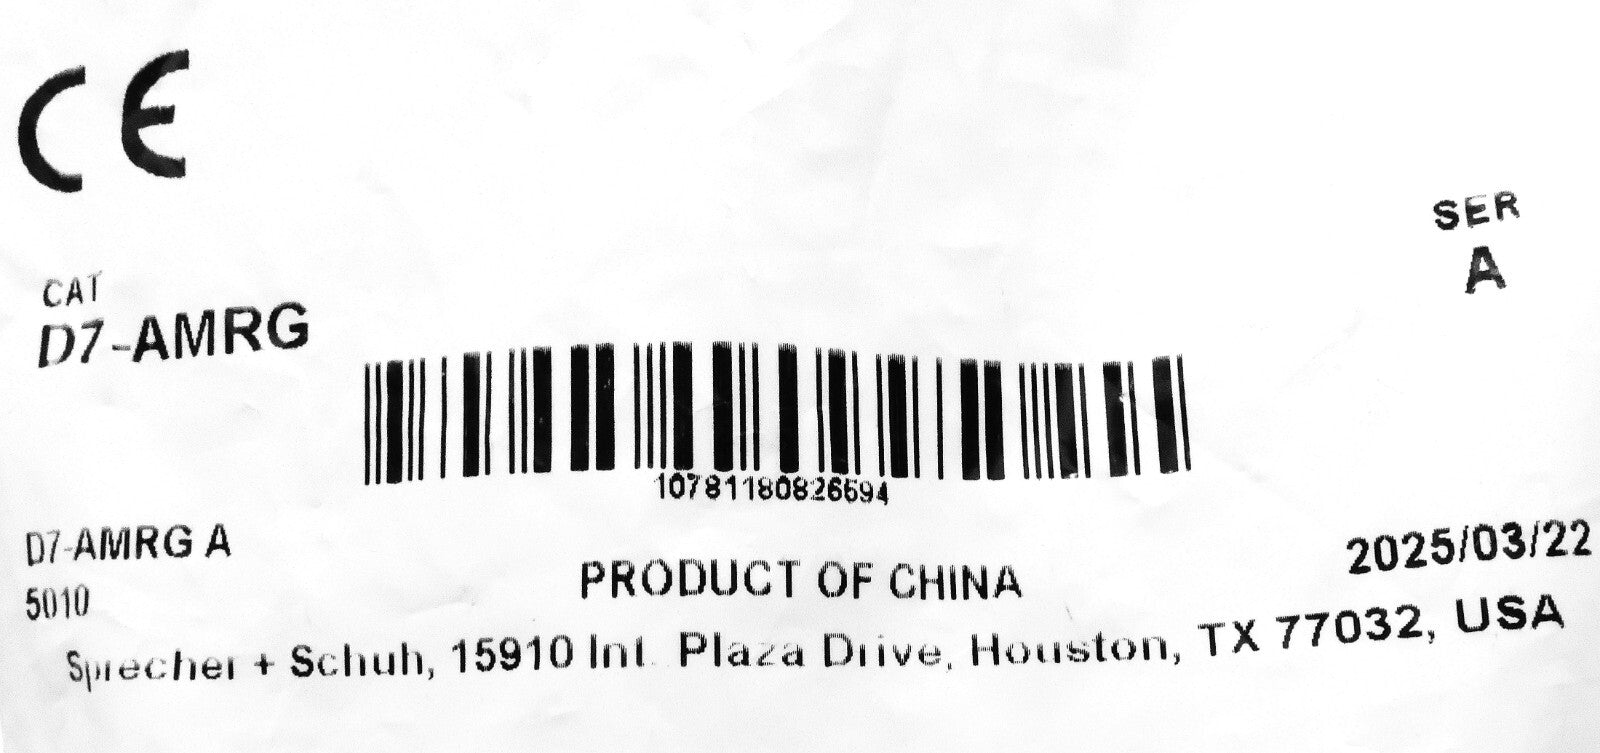 CE
SER
A
CAT
D7-AMRG
10781180826594
D7-AMRG A
2025/03/22
5010
PRODUCT OF CHINA
Sprecher + Schuh, 15910 Int. Plaza Drive, Houston, TX 77032, USA